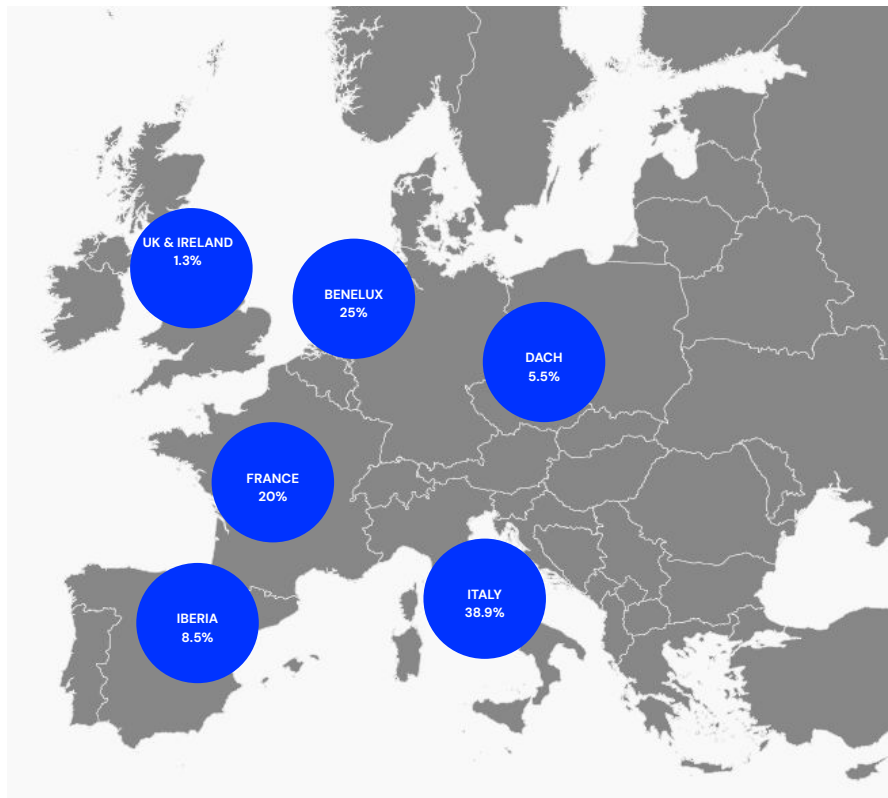 UK & IRELAND
1.3%
BENELUX
25%
DACH
5.5%
FRANCE
20%
ITALY
38.9%
IBERIA
8.5%